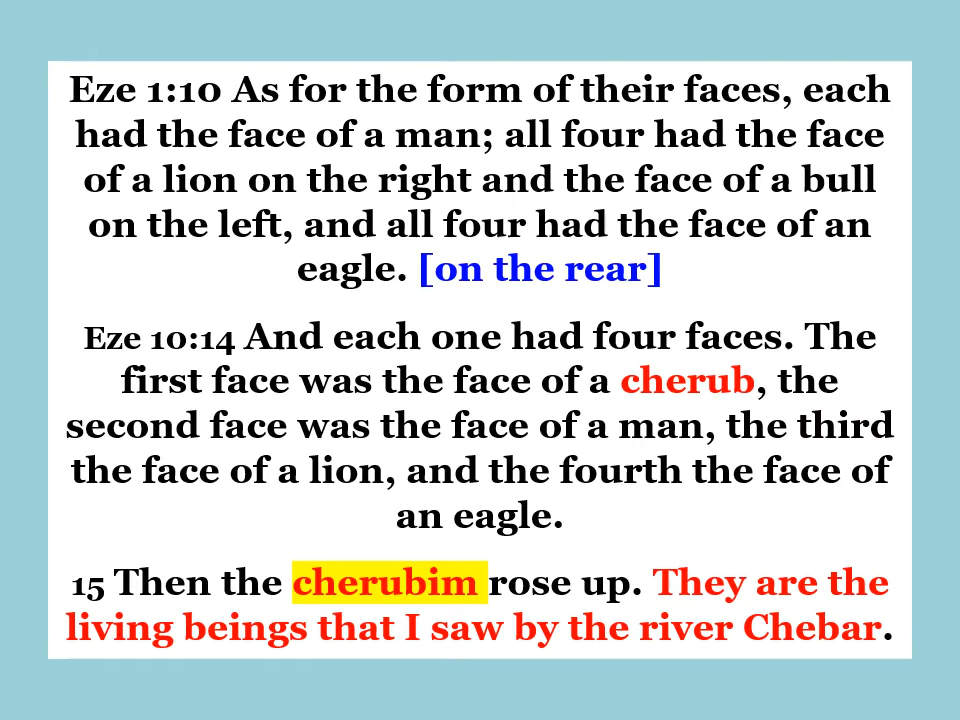 Eze 1:10 As for the form of their faces, each
had the face of a man; all four had the face
of a lion on the right and the face of a bull
on the left, and all four had the face of an
eagle. [on the rear]
Eze 10:14 And each one had four faces. The
first face was the face of a cherub, the
second face was the face of a man, the third
the face of a lion, and the fourth the face of
an eagle.
15 Then the cherubim rose up. They are the
living beings that I saw by the river Chebar.